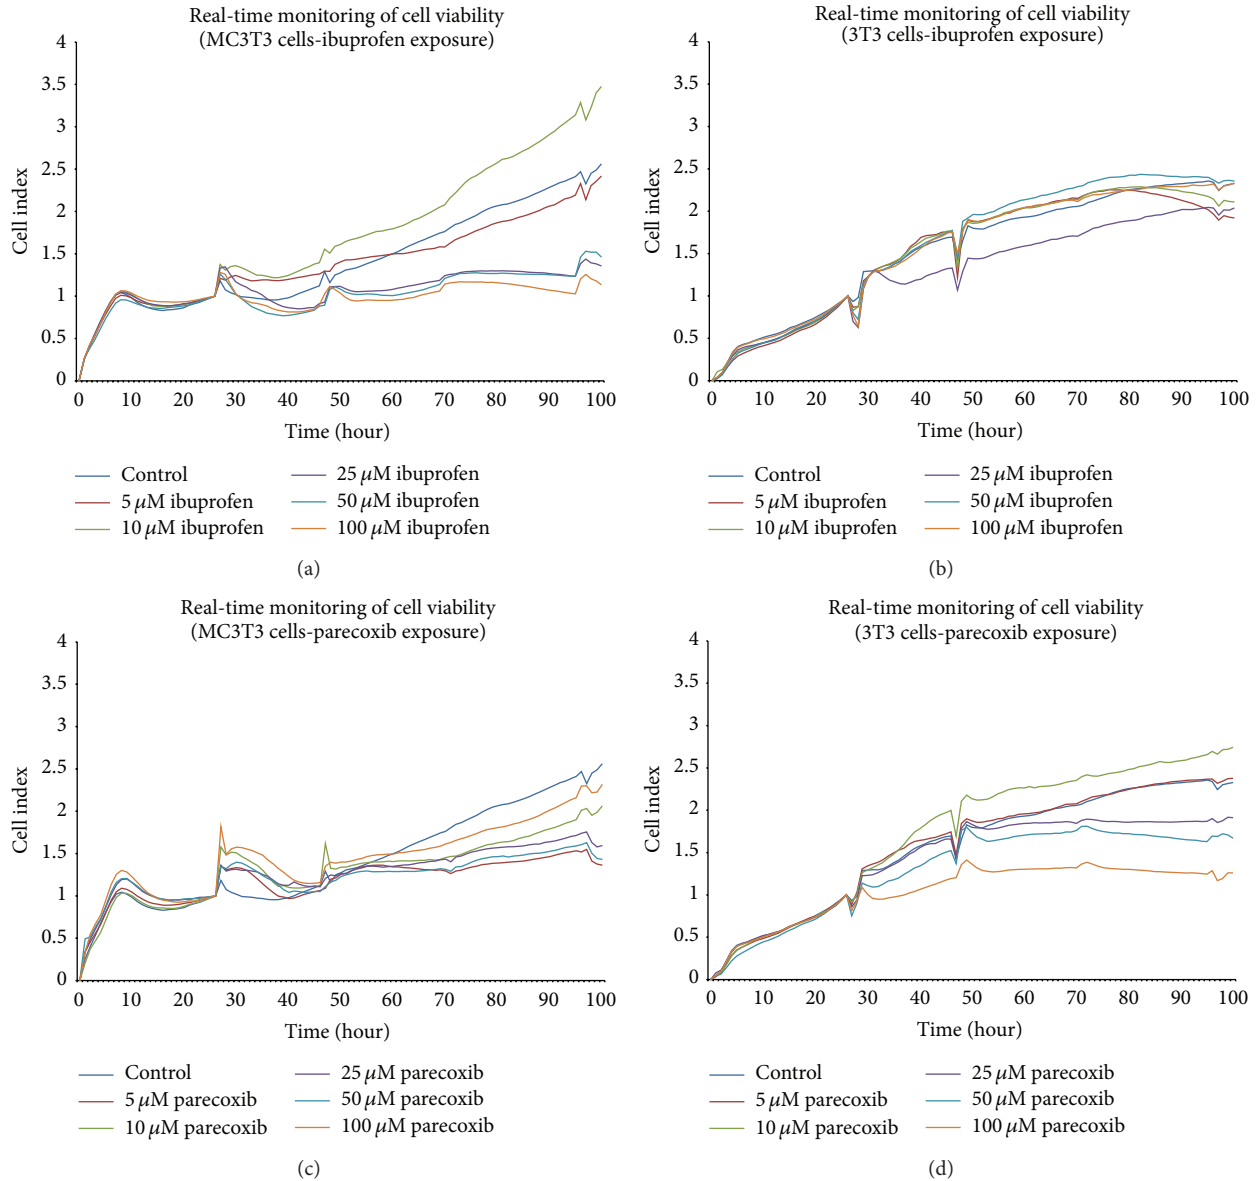 Real-time monitoring of cell viability
(MC3T3 cells-ibuprofen exposure)
4
3.5
3
2.5
2
1.5
1
0.5
0
Cell index
0 10 20 30 40 50 60 70 80 90 100
Time (hour)
Control
5 μM ibuprofen
10 μM ibuprofen
25 μM ibuprofen
50 μM ibuprofen
100 μM ibuprofen
(a)
Real-time monitoring of cell viability
(3T3 cells-ibuprofen exposure)
4
3.5
3
2.5
2
1.5
1
0.5
0
Cell index
0 10 20 30 40 50 60 70 80 90 100
Time (hour)
Control
5 μM ibuprofen
10 μM ibuprofen
25 μM ibuprofen
50 μM ibuprofen
100 μM ibuprofen
(b)
Real-time monitoring of cell viability
(MC3T3 cells-parecoxib exposure)
4
3.5
3
2.5
2
1.5
1
0.5
0
Cell index
0 10 20 30 40 50 60 70 80 90 100
Time (hour)
Control
5 μM parecoxib
10 μM parecoxib
25 μM parecoxib
50 μM parecoxib
100 μM parecoxib
(c)
Real-time monitoring of cell viability
(3T3 cells-parecoxib exposure)
4
3.5
3
2.5
2
1.5
1
0.5
0
Cell index
0 10 20 30 40 50 60 70 80 90 100
Time (hour)
Control
5 μM parecoxib
10 μM parecoxib
25 μM parecoxib
50 μM parecoxib
100 μM parecoxib
(d)